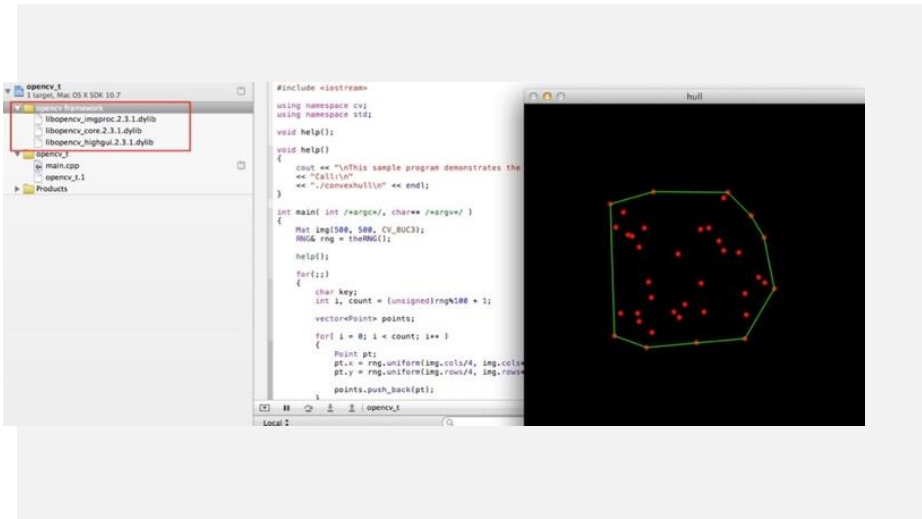 opencv_t
1 target, Mac OS X SDK 10.7
opencv framework
libopencv_imgproc.2.3.1.dylib
libopencv_core.2.3.1.dylib
libopencv_highgui.2.3.1.dylib
opencv_t
main.cpp
opencv_t.1
Products
#include <iostream>
using namespace cv;
using namespace std;
void help();
void help()
{
cout << "\nThis sample program demonstrates the
<< "Call:\n"
<< "./convexhull\n" << endl;
}
int main( int /*argc*/, char** /*argv*/ )
{
Mat img(500, 500, CV_8UC3);
RNG& rng = theRNG();
help();
for(;;)
{
char key;
int i, count = (unsigned)rng%100 + 1;
vector<Point> points;
for( i = 0; i < count; i++ )
{
Point pt;
pt.x = rng.uniform(img.cols/4, img.cols*
pt.y = rng.uniform(img.rows/4, img.rows*
points.push_back(pt);
}
opencv_t
Local
hull